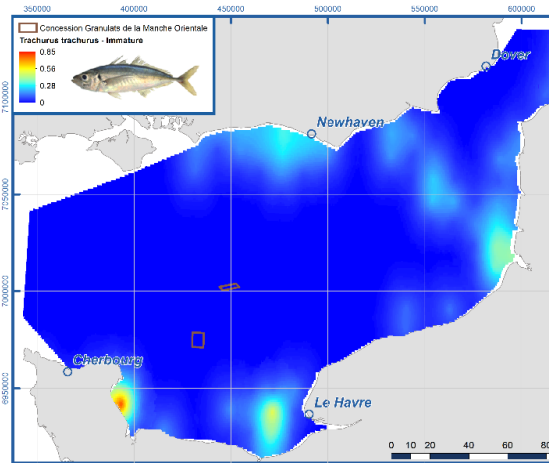 350000 400000 450000 500000 550000 600000
Concession Granulats de la Manche Orientale
Trachurus trachurus - Immature
0.85
0.56
0.28
0
Dover
Newhaven
7100000
7050000
7000000
6950000
Cherbourg
Le Havre
0 10 20 40 60 80